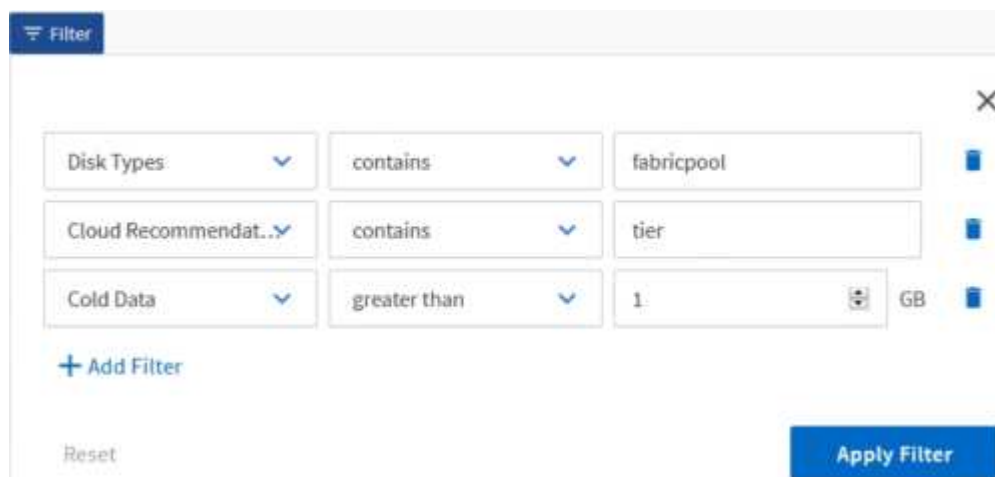 Filter
Disk Types contains fabricpool
Cloud Recommendat... contains tier
Cold Data greater than 1 GB
+ Add Filter
Reset Apply Filter